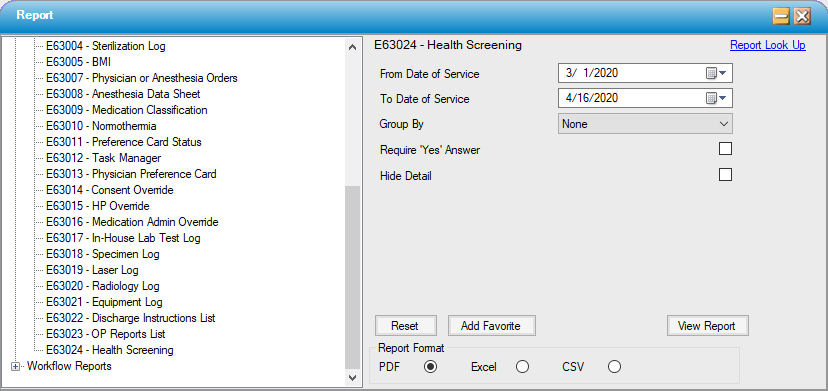 Report
E63004 - Sterilization Log
E63005 - BMI
E63007 - Physician or Anesthesia Orders
E63008 - Anesthesia Data Sheet
E63009 - Medication Classification
E63010 - Normothermia
E63011 - Preference Card Status
E63012 - Task Manager
E63013 - Physician Preference Card
E63014 - Consent Override
E63015 - HP Override
E63016 - Medication Admin Override
E63017 - In-House Lab Test Log
E63018 - Specimen Log
E63019 - Laser Log
E63020 - Radiology Log
E63021 - Equipment Log
E63022 - Discharge Instructions List
E63023 - OP Reports List
E63024 - Health Screening
Workflow Reports
E63024 - Health Screening Report Look Up
From Date of Service 3/ 1/2020
To Date of Service 4/16/2020
Group By None
Require 'Yes' Answer
Hide Detail
Reset Add Favorite View Report
Report Format
PDF Excel CSV